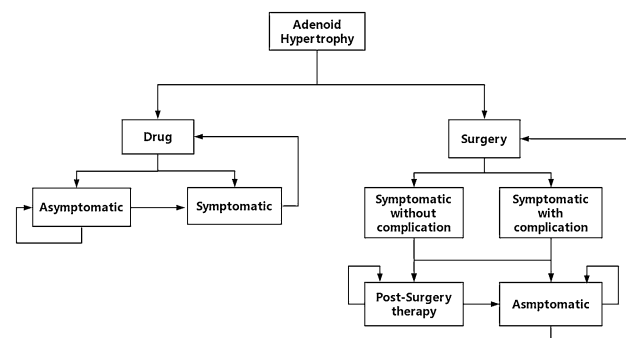 Adenoid
Hypertrophy
Drug
Surgery
Asymptomatic
Symptomatic
Symptomatic
without
complication
Symptomatic
with
complication
Post-Surgery
therapy
Asmptomatic